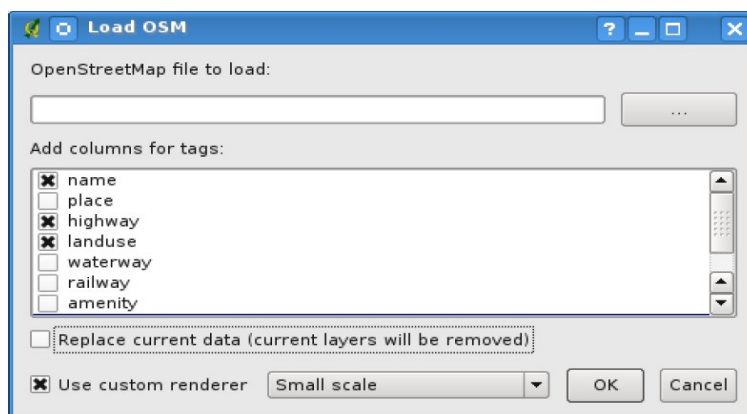 Load OSM
OpenStreetMap file to load:
...
Add columns for tags:
name
place
highway
landuse
waterway
railway
amenity
Replace current data (current layers will be removed)
Use custom renderer Small scale OK Cancel